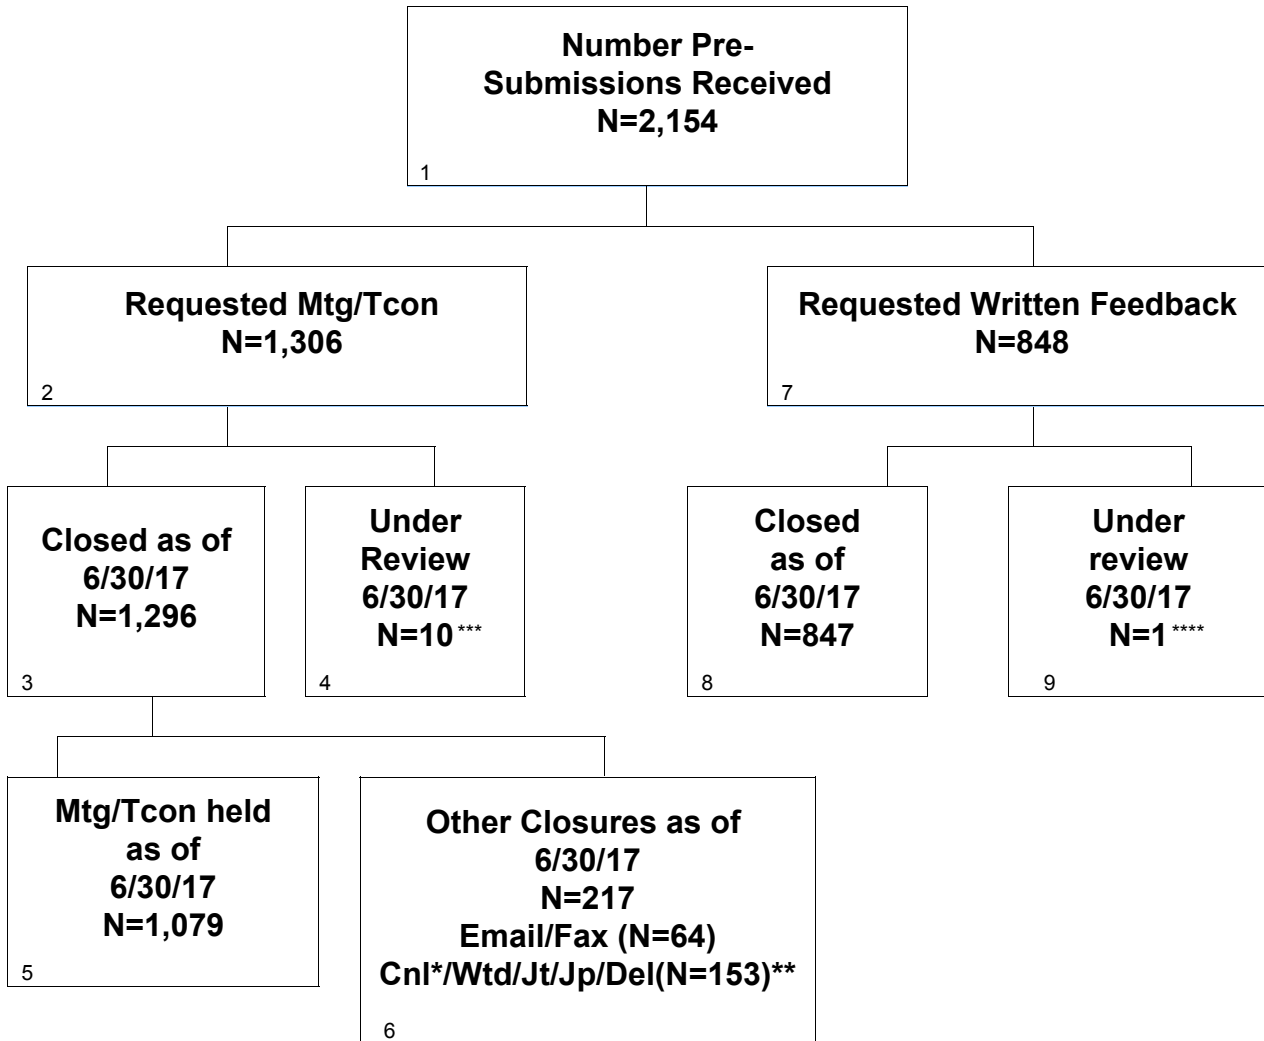 Number Pre-
Submissions Received
N=2,154
1
Requested Mtg/Tcon
N=1,306
2
Requested Written Feedback
N=848
7
Closed as of
6/30/17
N=1,296
3
Under
Review
6/30/17
N=10 ***
4
Closed
as of
6/30/17
N=847
8
Under
review
6/30/17
N=1 ****
9
Mtg/Tcon held
as of
6/30/17
N=1,079
5
Other Closures as of
6/30/17
N=217
Email/Fax (N=64)
Cnl*/Wtd/Jt/Jp/Del(N=153)**
6